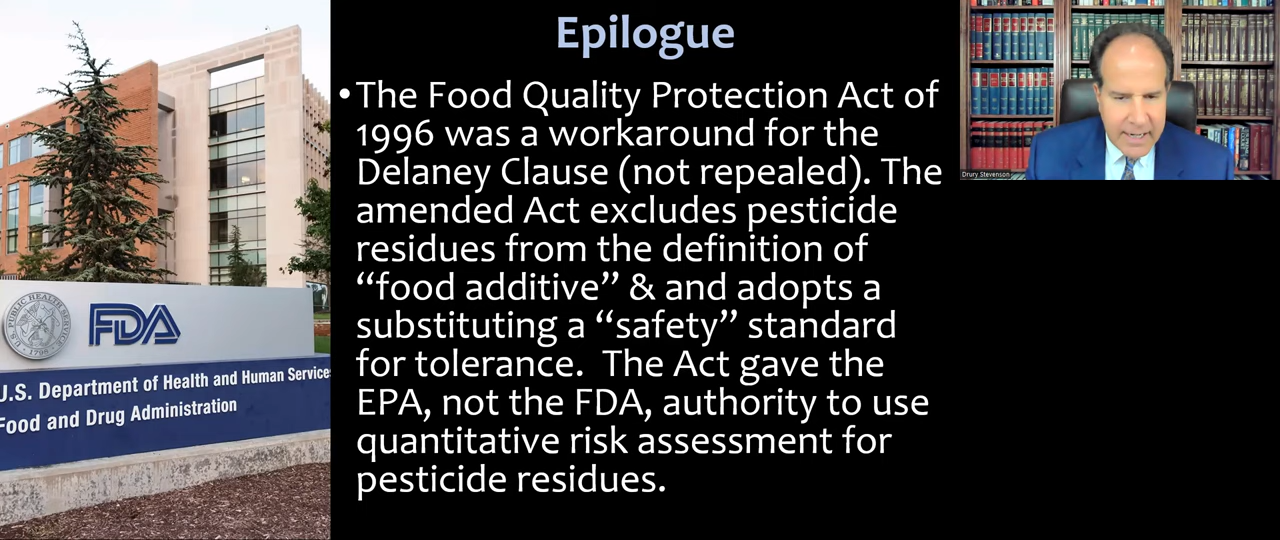 Epilogue
•The Food Quality Protection Act of
1996 was a workaround for the
Delaney Clause (not repealed). The
amended Act excludes pesticide
residues from the definition of
“food additive” & and adopts a
substituting a “safety” standard
for tolerance.  The Act gave the
EPA, not the FDA, authority to use
quantitative risk assessment for
pesticide residues.
FDA
U.S. Department of Health and Human Service
Food and Drug Administration
Drury Stevenson